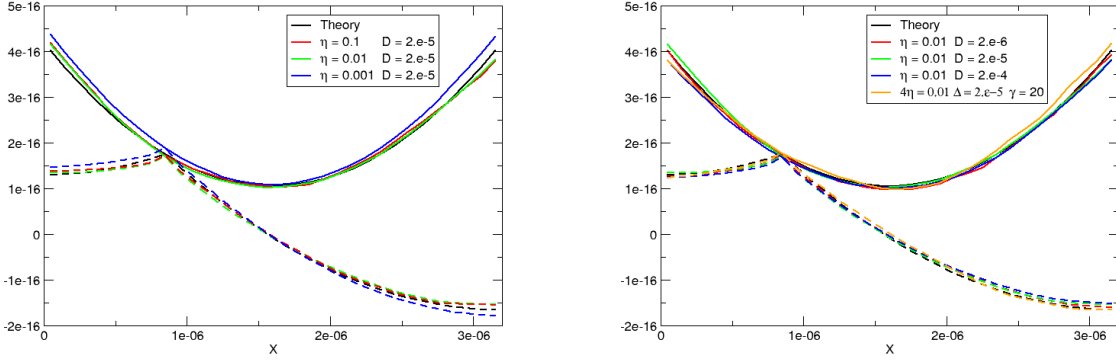 5e-16
4e-16
3e-16
2e-16
1e-16
0
-1e-16
-2e-16
0
1e-06
2e-06
3e-06
X
Theory
η = 0.1 D = 2.e-5
η = 0.01 D = 2.e-5
η = 0.001 D = 2.e-5
5e-16
4e-16
3e-16
2e-16
1e-16
0
-1e-16
-2e-16
0
1e-06
2e-06
3e-06
X
Theory
η = 0.01 D = 2.e-6
η = 0.01 D = 2.e-5
η = 0.01 D = 2.e-4
4η = 0.01 Δ = 2.ε−5 γ = 20